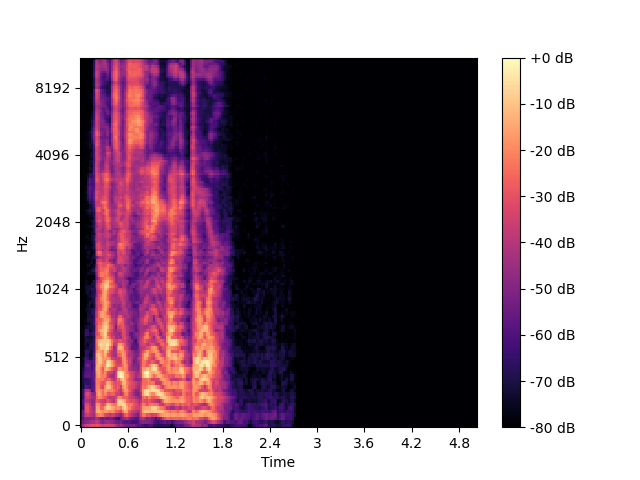 +0 dB
8192
-10 dB
4096
-20 dB
-30 dB
2048
-40 dB
Hz
1024
-50 dB
-60 dB
512
-70 dB
0
-80 dB
0 0.6 1.2 1.8 2.4 3 3.6 4.2 4.8
Time